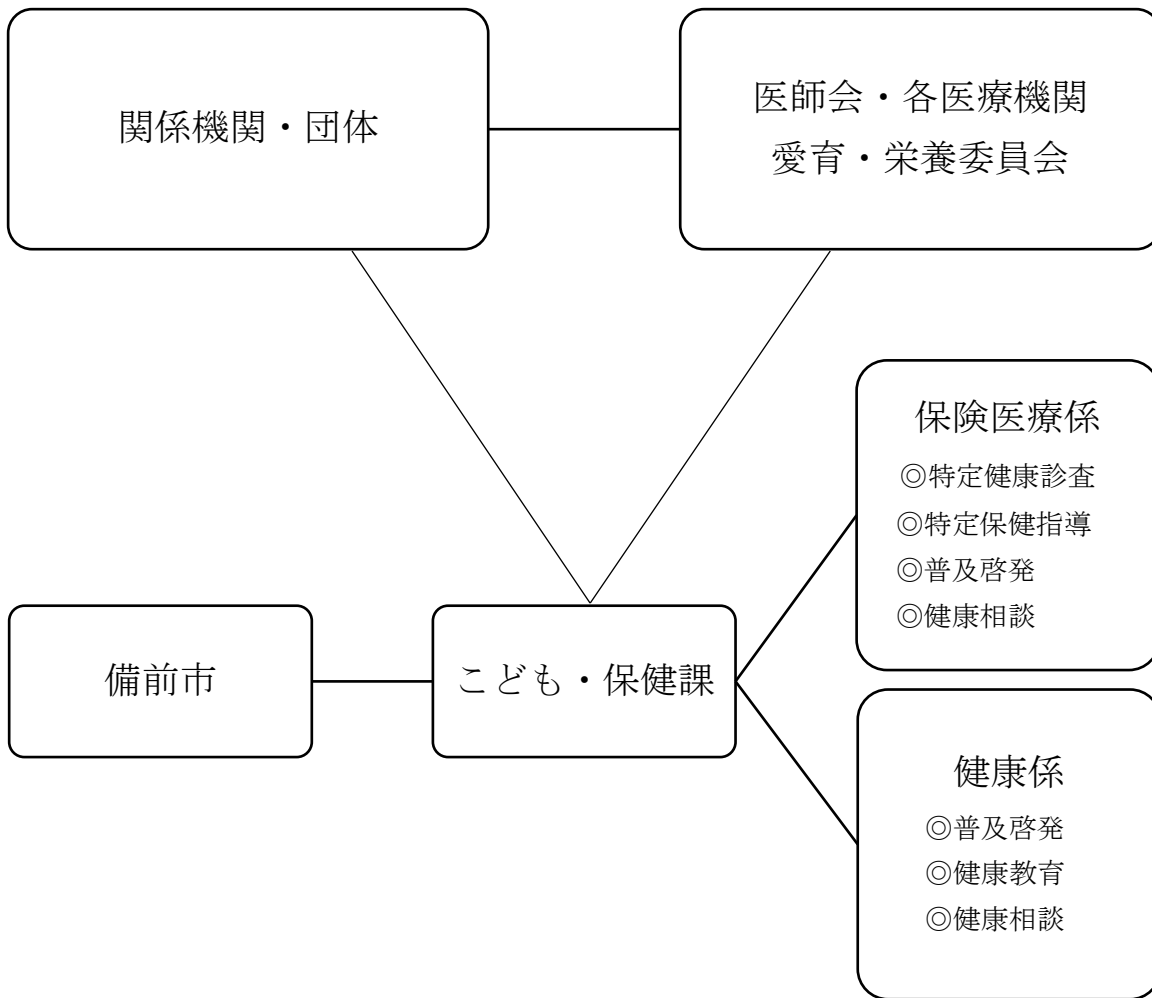 関係機関・団体
医師会・各医療機関
愛育・栄養委員会
保険医療係
◎特定健康診査
◎特定保健指導
◎普及啓発
◎健康相談
備前市
こども・保健課
健康係
◎普及啓発
◎健康教育
◎健康相談